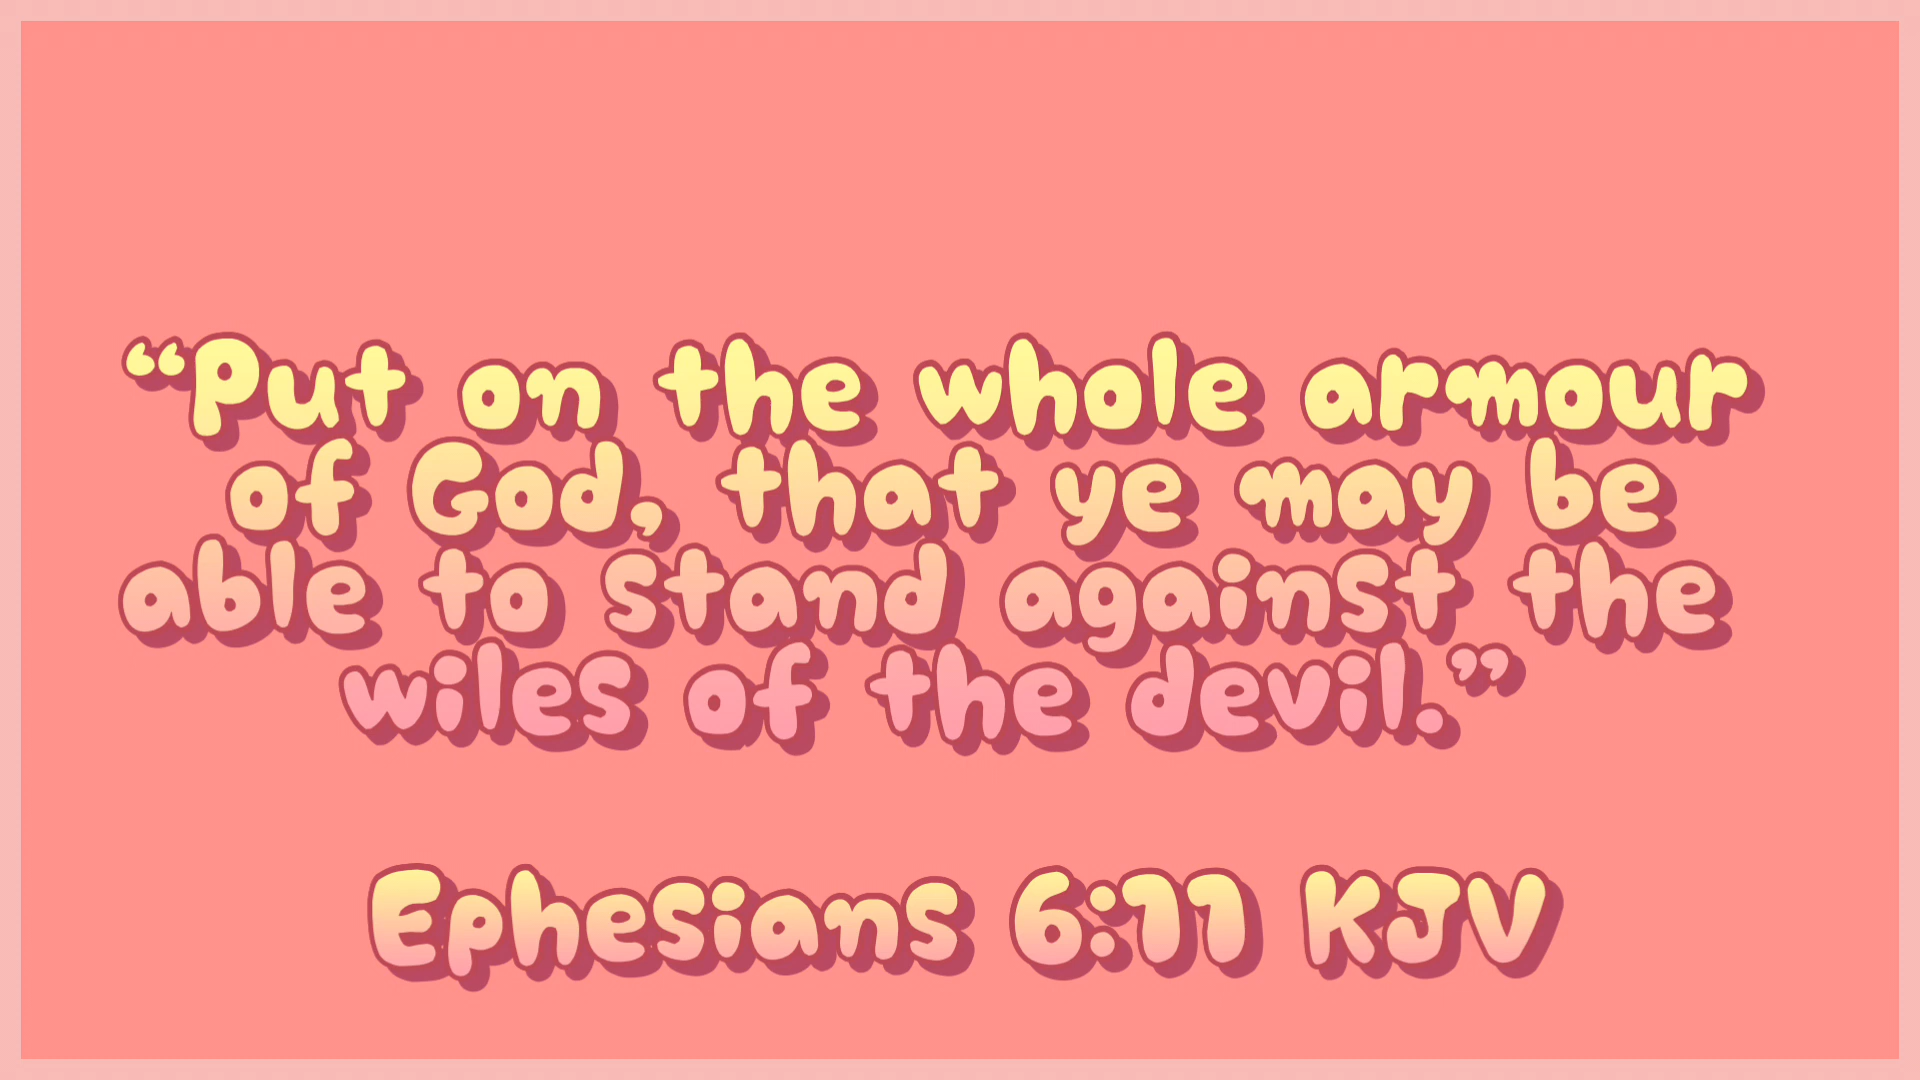 “Put on the whole armour
of God, that ye may be
able to stand against the
wiles of the devil.”
Ephesians 6:11 KJV